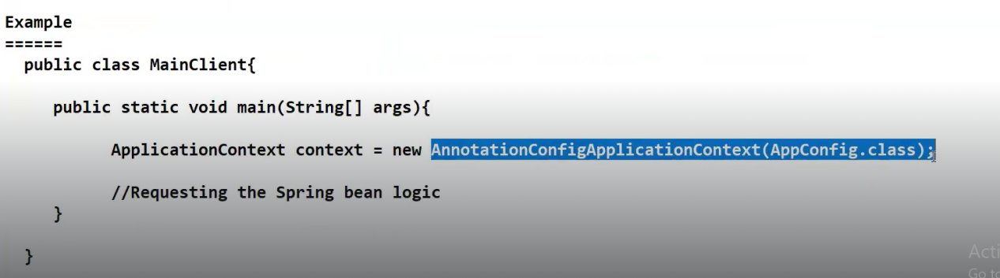 Example
======
public class MainClient{
public static void main(String[] args){
ApplicationContext context = new AnnotationConfigApplicationContext(AppConfig.class);
//Requesting the Spring bean logic
}
}
Acti
Go to